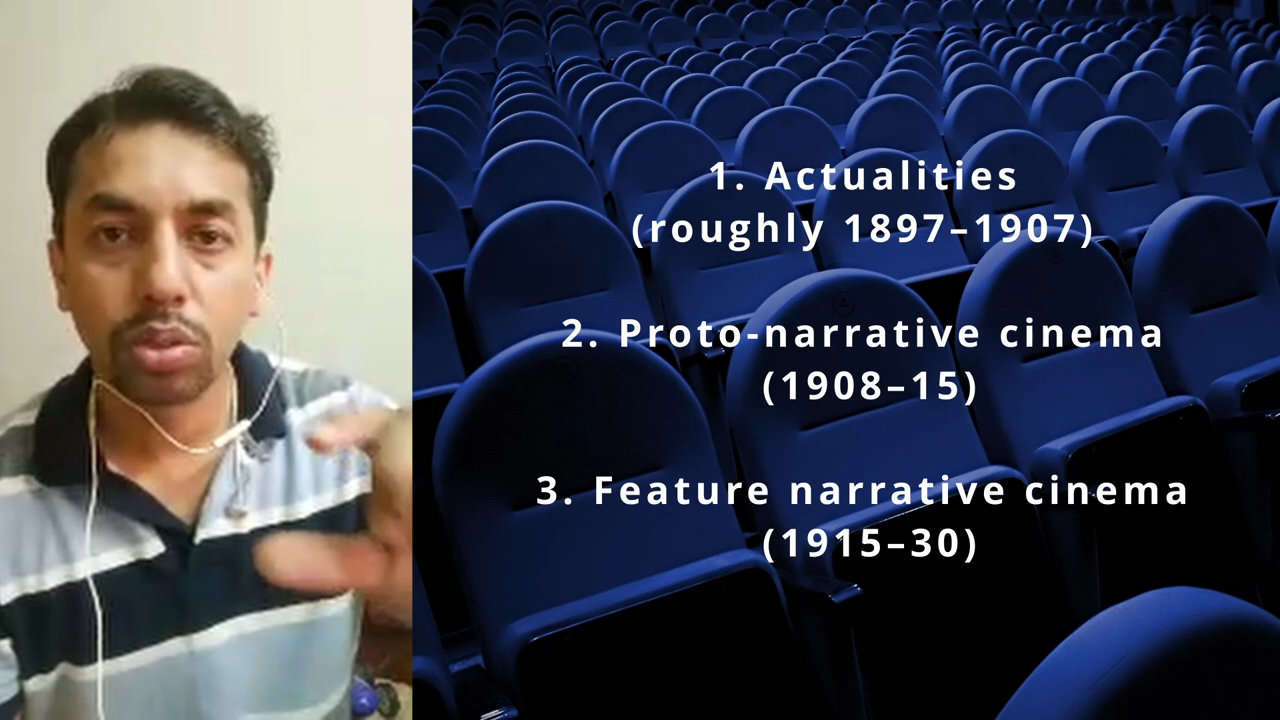 1. Actualities
(roughly 1897–1907)
2. Proto-narrative cinema
(1908–15)
3. Feature narrative cinema
(1915–30)